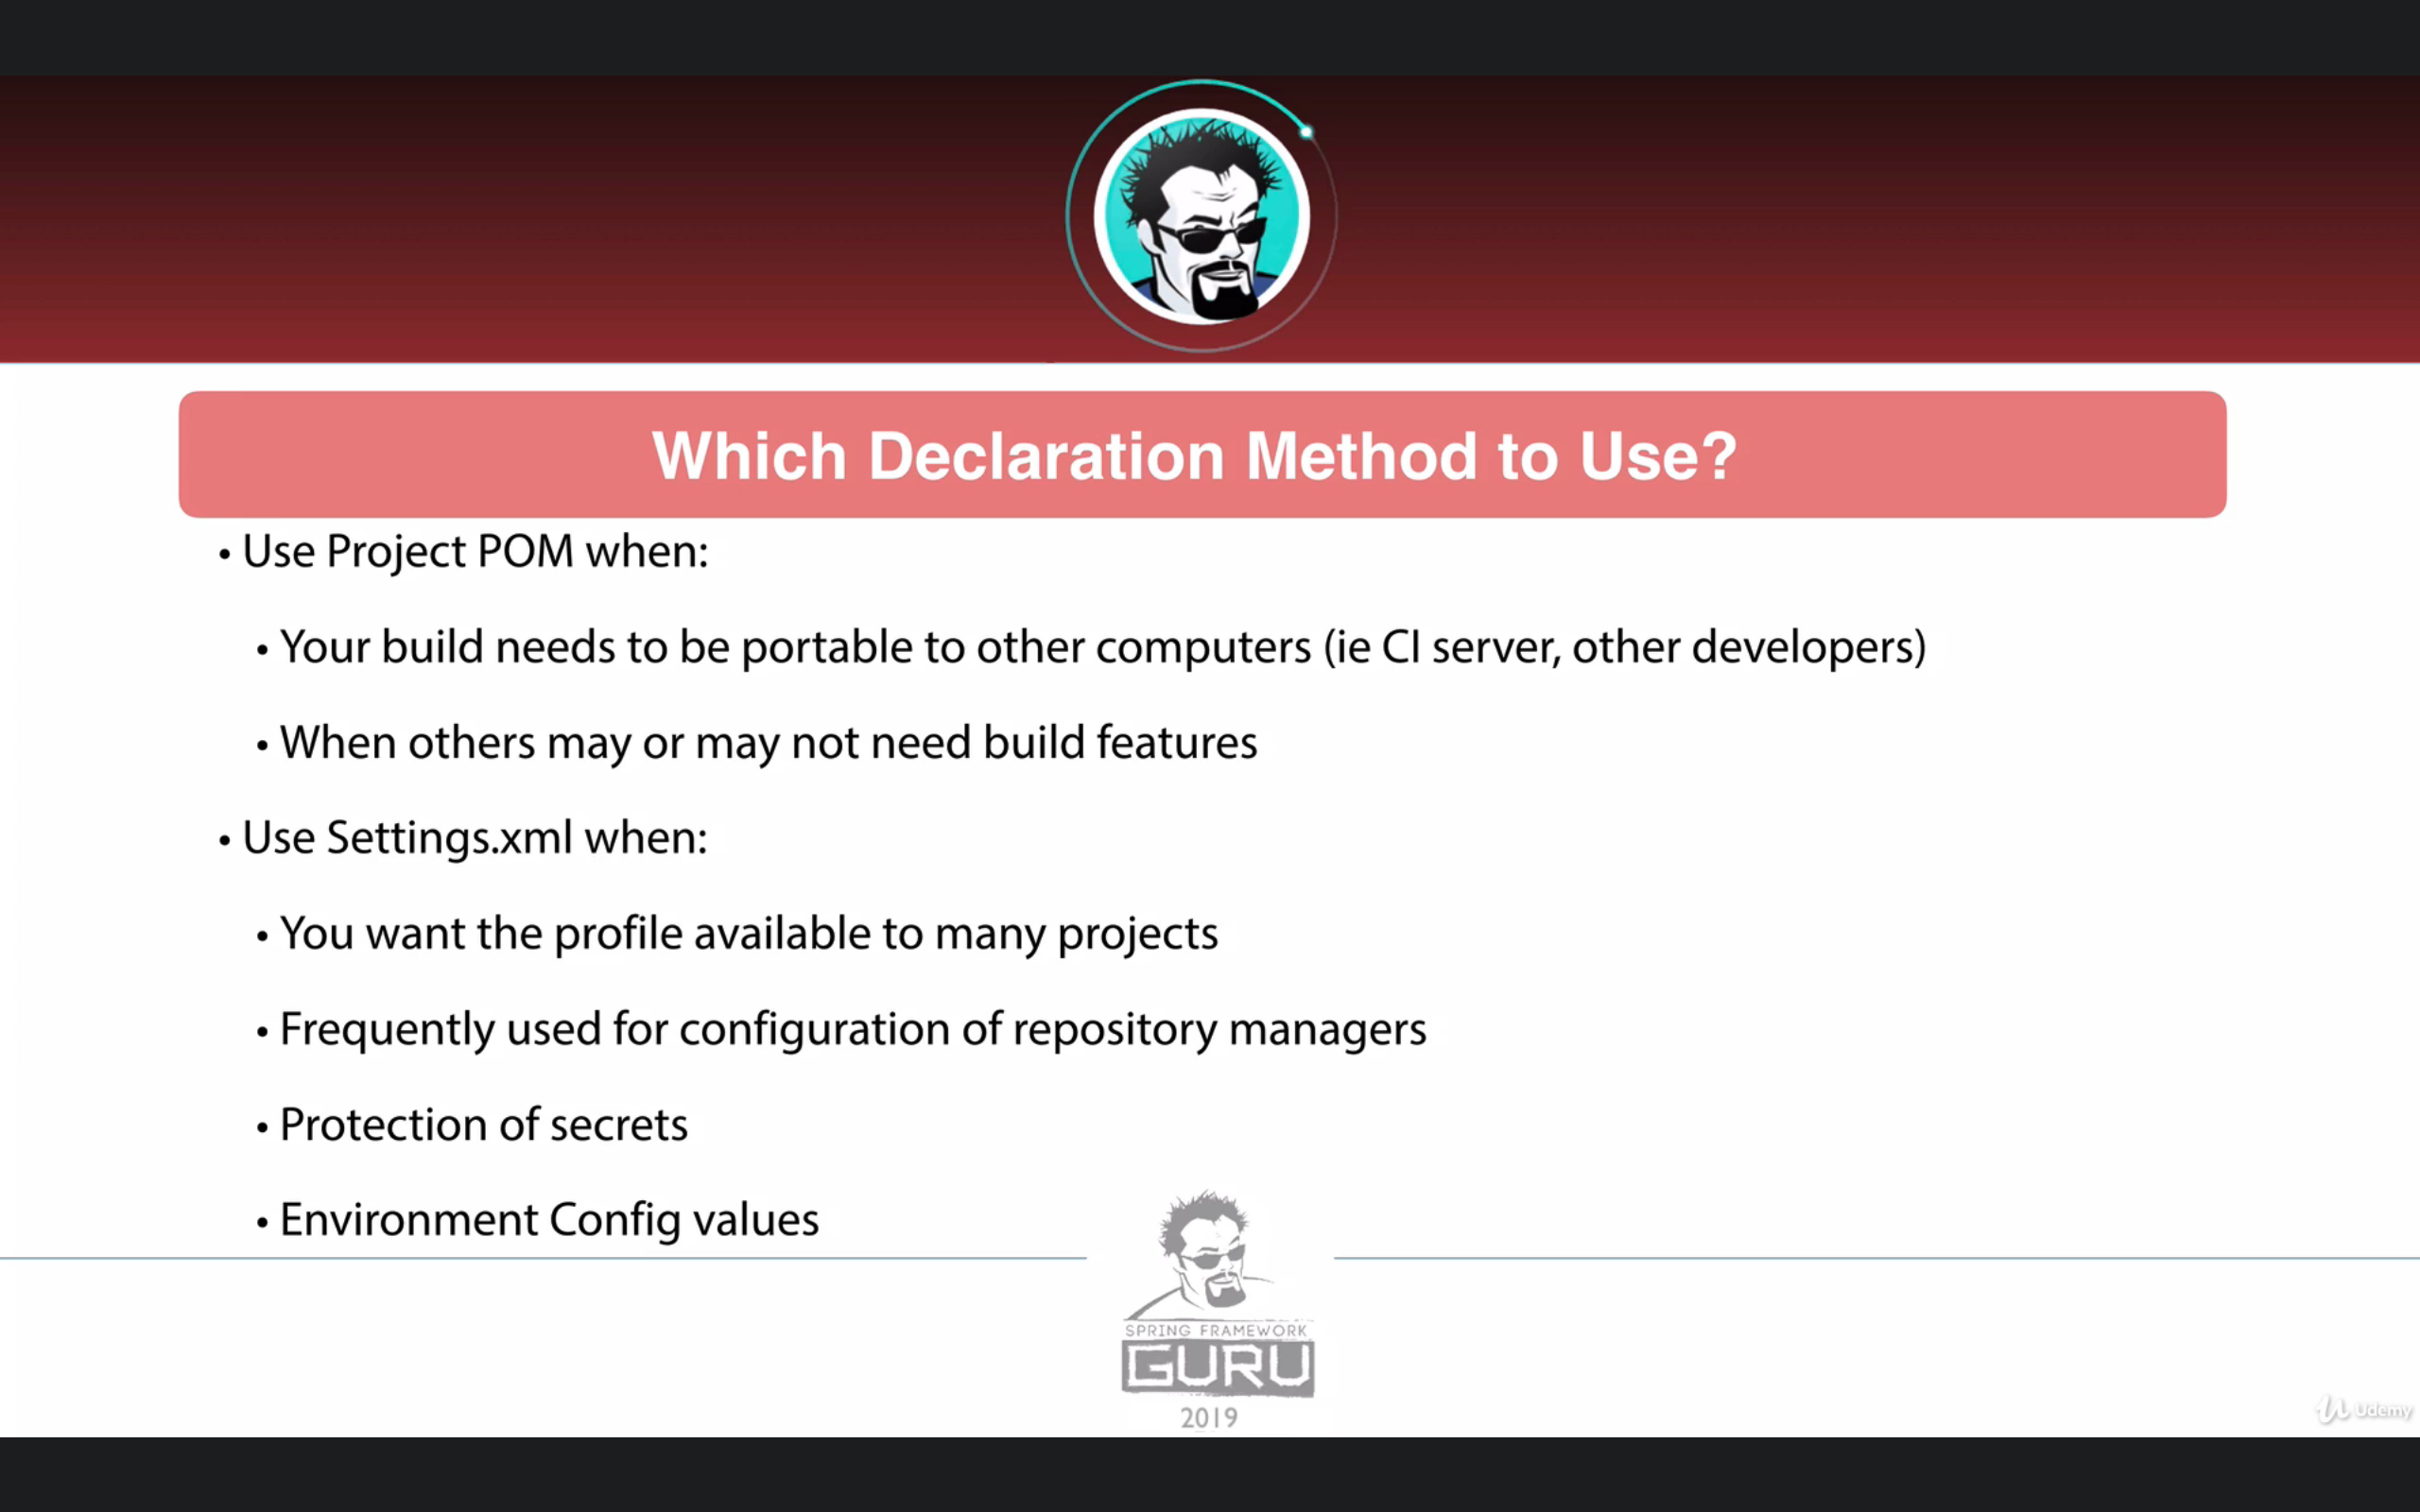 Which Declaration Method to Use?
• Use Project POM when:
• Your build needs to be portable to other computers (ie CI server, other developers)
• When others may or may not need build features
• Use Settings.xml when:
• You want the profile available to many projects
• Frequently used for configuration of repository managers
• Protection of secrets
• Environment Config values
SPRING FRAMEWORK
GURU
2019
Udemy